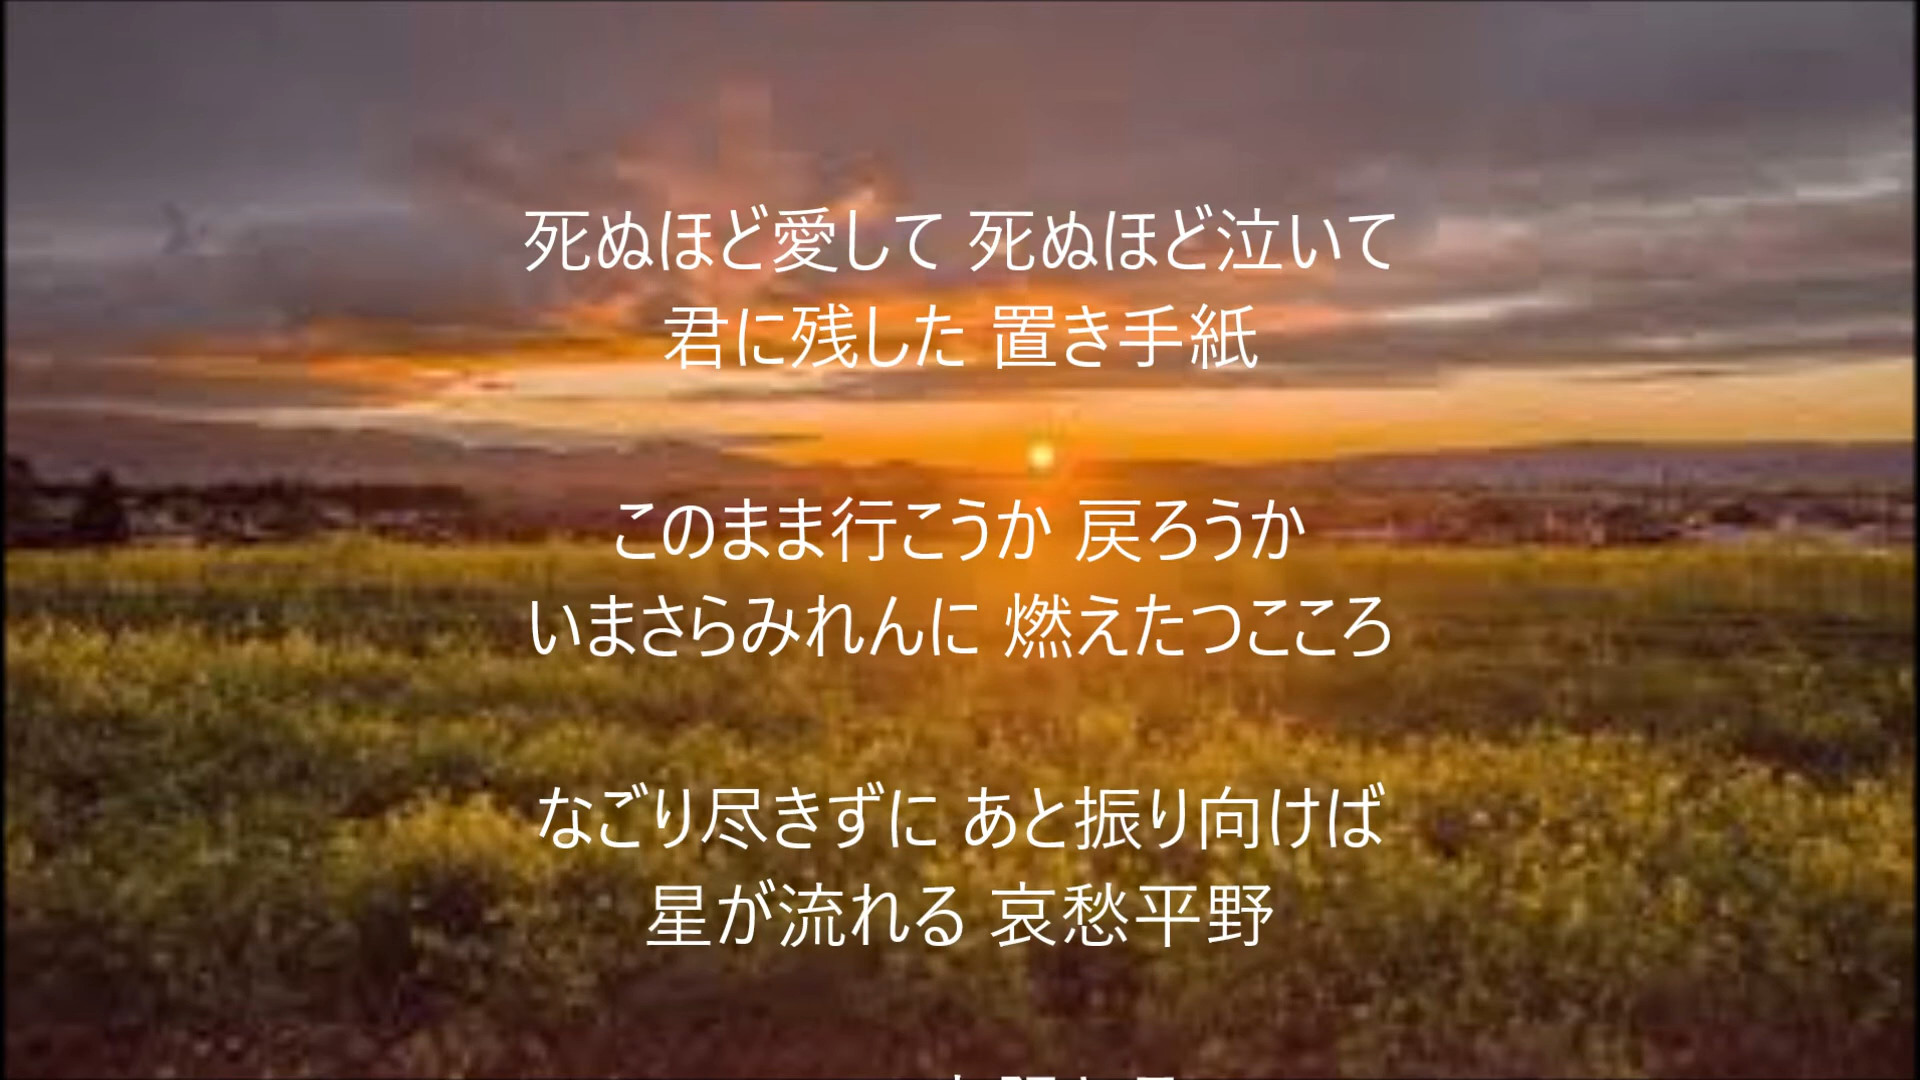 死ぬほど愛して 死ぬほど泣いて
君に残した 置き手紙
このまま行こうか 戻ろうか
いまさらみれんに 燃えたつこころ
なごり尽きずに あと振り向けば
星が流れる 哀愁平野